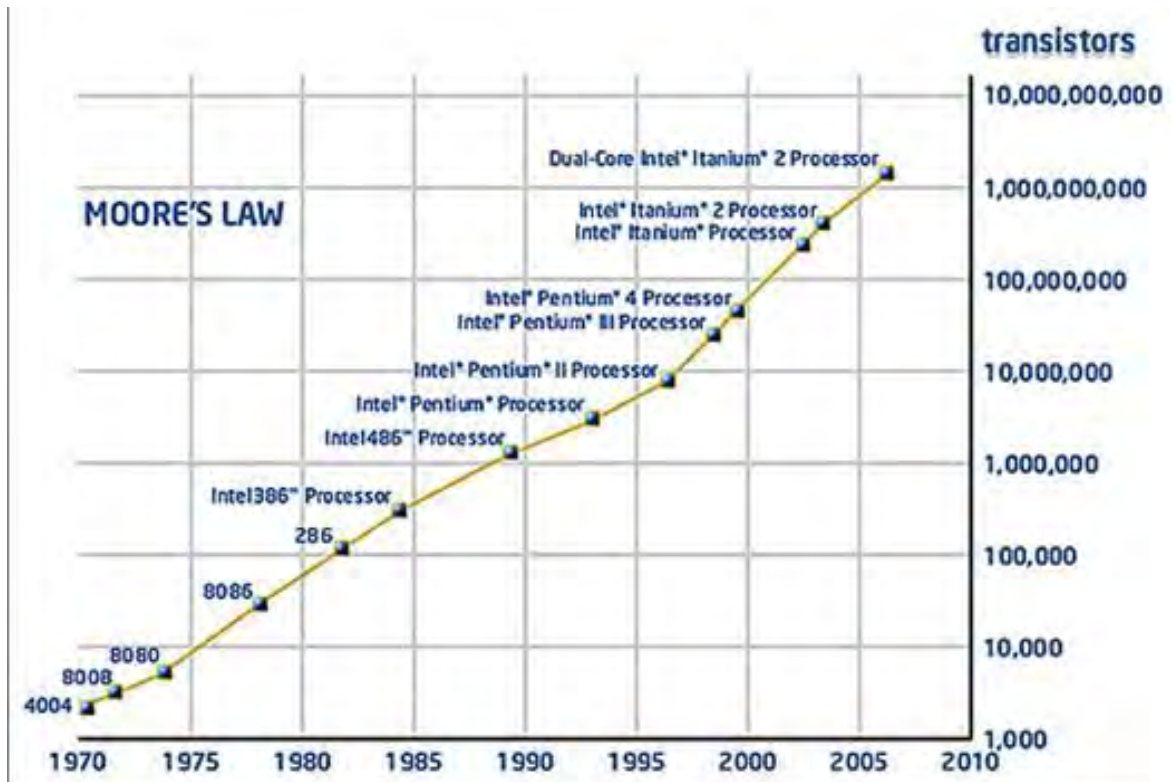 transistors
10,000,000,000
Dual-Core Intel® Itanium® 2 Processor
1,000,000,000
MOORE'S LAW
Intel® Itanium® 2 Processor
Intel® Itanium® Processor
100,000,000
Intel® Pentium® 4 Processor
Intel® Pentium® III Processor
Intel® Pentium® II Processor
10,000,000
Intel® Pentium® Processor
Intel486™ Processor
1,000,000
Intel386™ Processor
286
100,000
8086
8080
10,000
8008
4004
1,000
1970 1975 1980 1985 1990 1995 2000 2005 2010